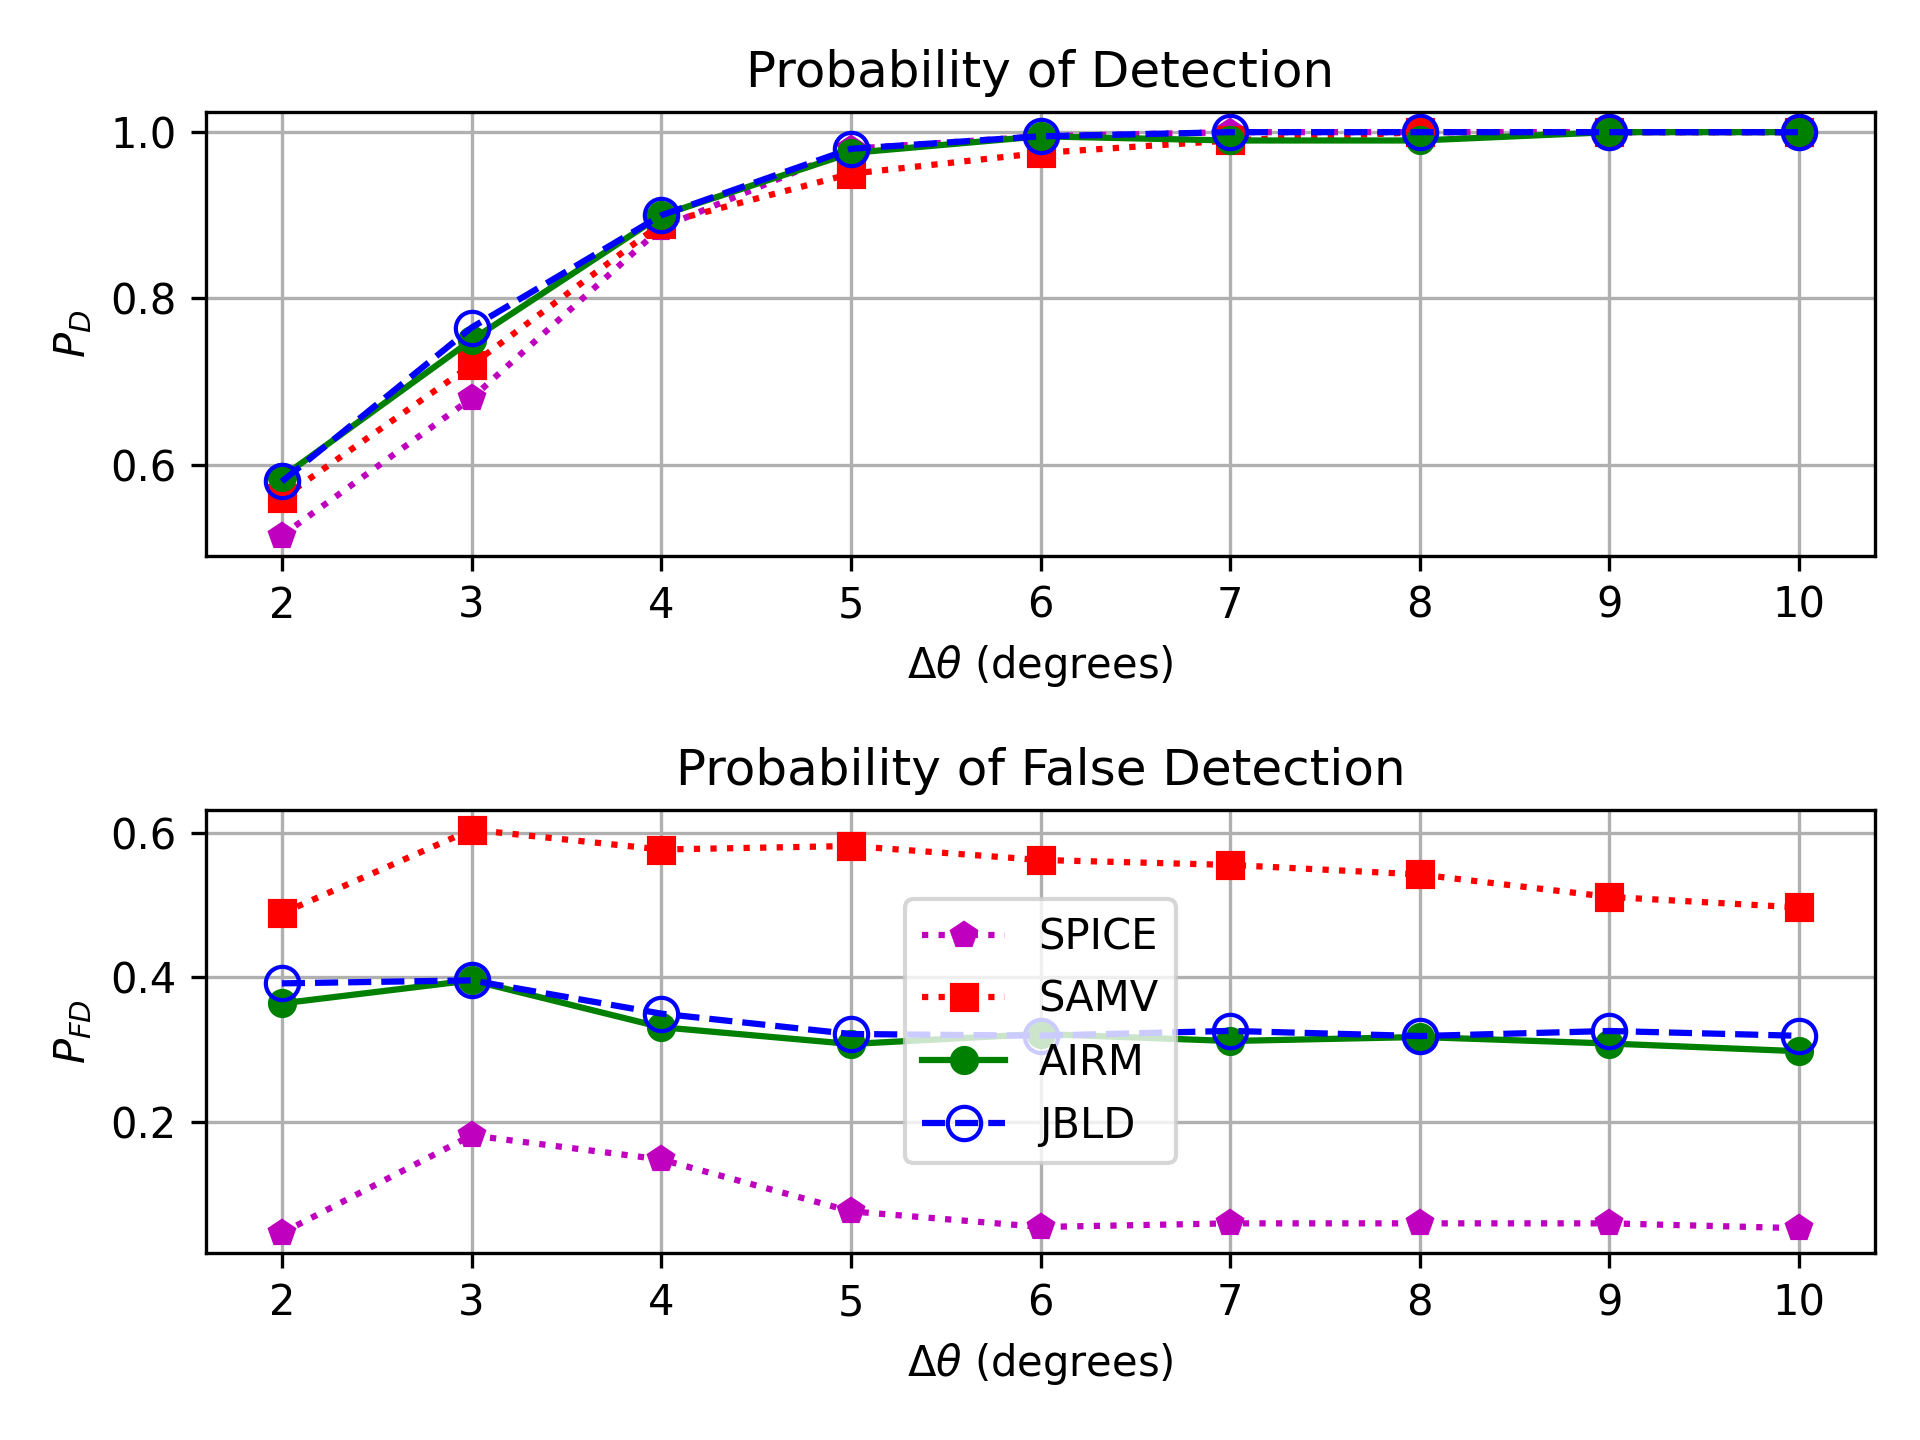 Probability of Detection
1.0
0.8
0.6
P_D
2 3 4 5 6 7 8 9 10
Δθ (degrees)
Probability of False Detection
0.6
0.4
0.2
P_FD
SPICE
SAMV
AIRM
JBLD
2 3 4 5 6 7 8 9 10
Δθ (degrees)